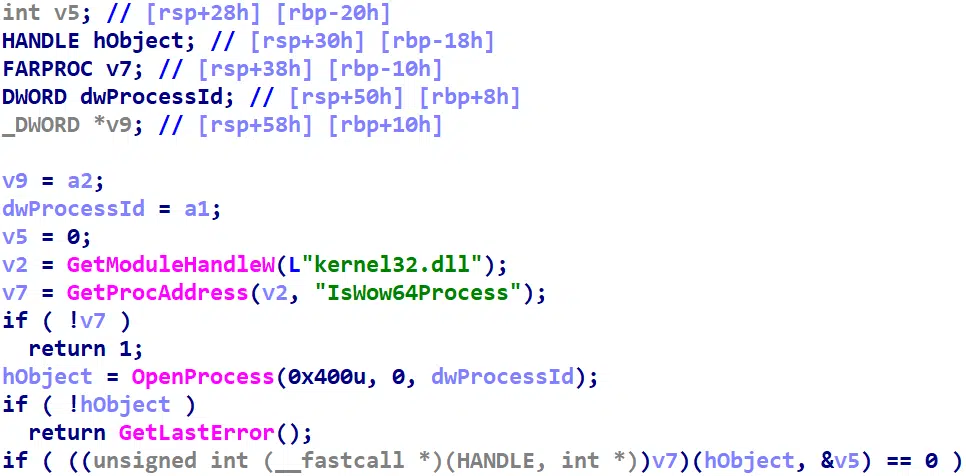 int v5; // [rsp+28h] [rbp-20h]
HANDLE hObject; // [rsp+30h] [rbp-18h]
FARPROC v7; // [rsp+38h] [rbp-10h]
DWORD dwProcessId; // [rsp+50h] [rbp+8h]
_DWORD *v9; // [rsp+58h] [rbp+10h]

v9 = a2;
dwProcessId = a1;
v5 = 0;
v2 = GetModuleHandleW(L"kernel32.dll");
v7 = GetProcAddress(v2, "IsWow64Process");
if ( !v7 )
  return 1;
hObject = OpenProcess(0x400u, 0, dwProcessId);
if ( !hObject )
  return GetLastError();
if ( ((unsigned int (__fastcall *)(HANDLE, int *))v7)(hObject, &v5) == 0 )